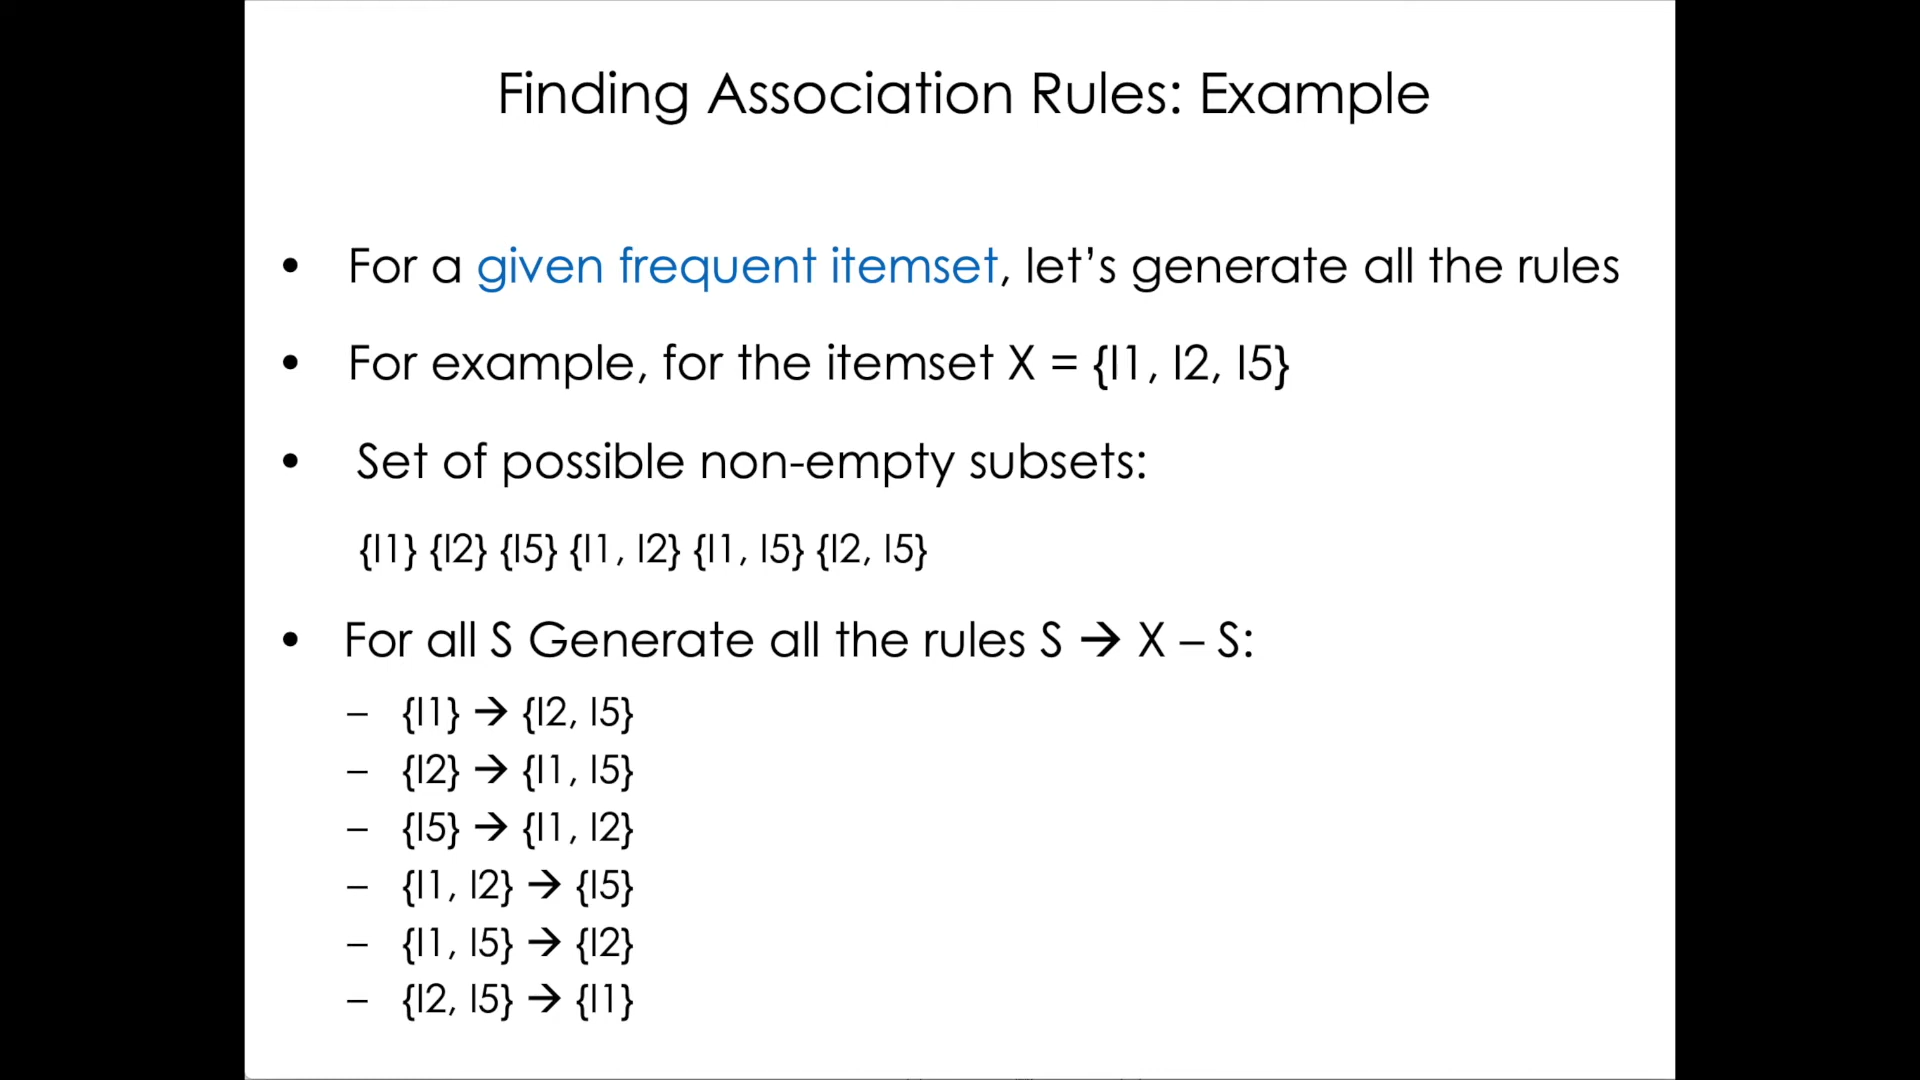 Finding Association Rules: Example
• For a given frequent itemset, let’s generate all the rules
• For example, for the itemset X = {I1, I2, I5}
• Set of possible non-empty subsets:
{I1} {I2} {I5} {I1, I2} {I1, I5} {I2, I5}
• For all S Generate all the rules S → X – S:
– {I1} → {I2, I5}
– {I2} → {I1, I5}
– {I5} → {I1, I2}
– {I1, I2} → {I5}
– {I1, I5} → {I2}
– {I2, I5} → {I1}